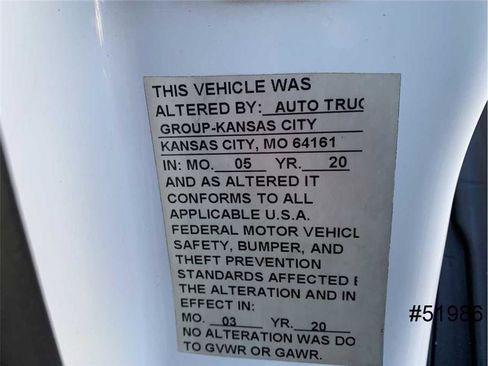 THIS VEHICLE WAS
ALTERED BY: AUTO TRUC
GROUP-KANSAS CITY
KANSAS CITY, MO 64161
IN: MO. 05 YR. 20
AND AS ALTERED IT
CONFORMS TO ALL
APPLICABLE U.S.A.
FEDERAL MOTOR VEHICL
SAFETY, BUMPER, AND
THEFT PREVENTION
STANDARDS AFFECTED
THE ALTERATION AND IN
EFFECT IN:
MO. 03 YR. 20
NO ALTERATION WAS DO
TO GVWR OR GAWR.
#51986